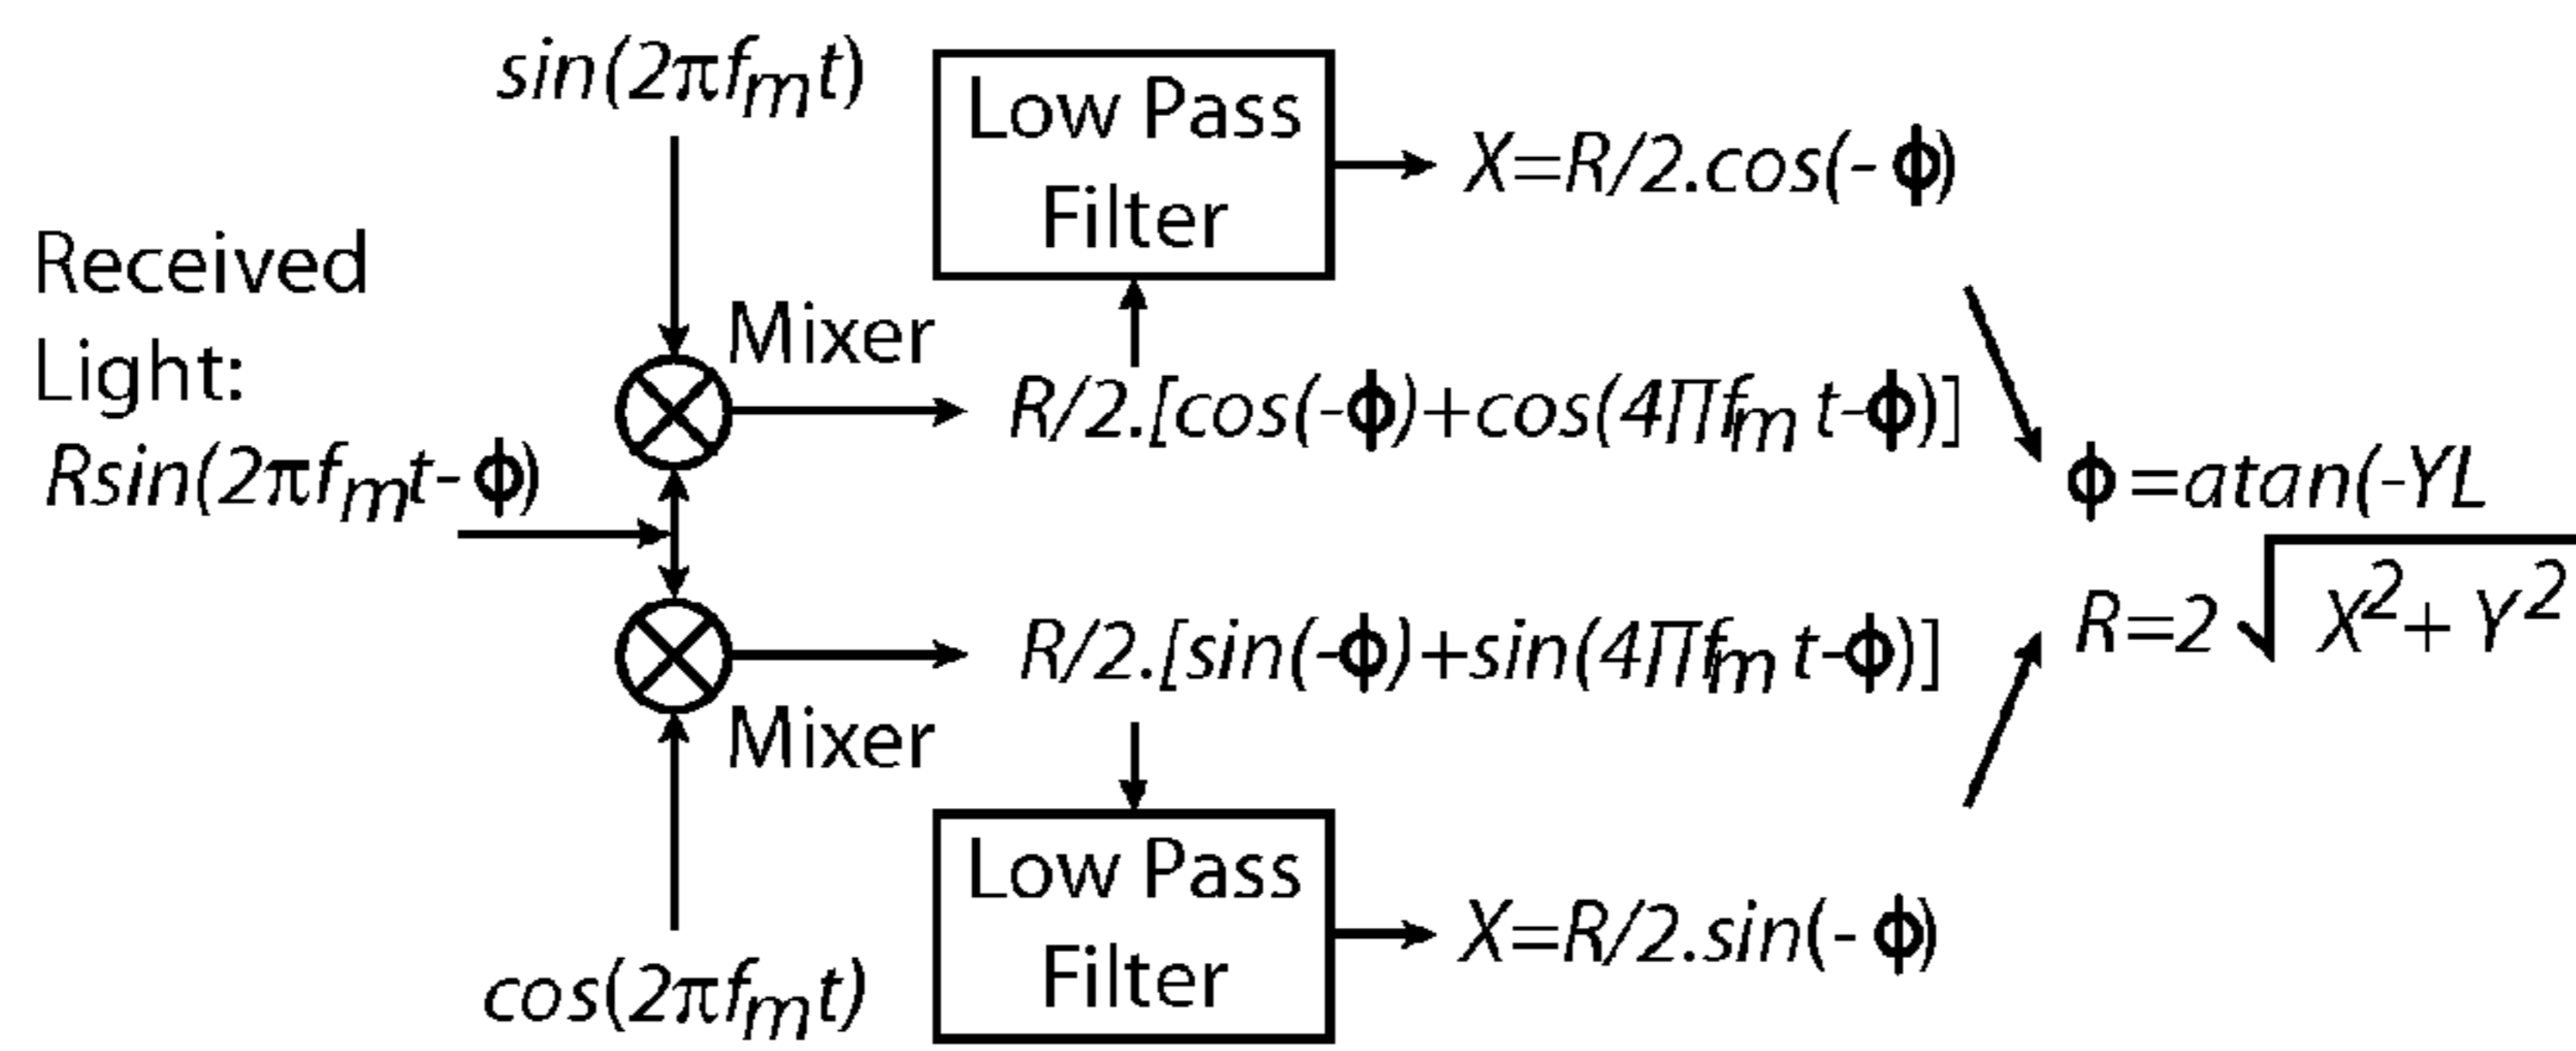 sin(2πfmt)
Low Pass
Filter
X=R/2.cos(-ϕ)
Received
Light:
Rsin(2πfmt-ϕ)
Mixer
R/2.[cos(-ϕ)+cos(4Πfm t-ϕ)]
ϕ=atan(-YL
R=2 √X²+ Y²
R/2.[sin(-ϕ)+sin(4Πfm t-ϕ)]
Mixer
Low Pass
Filter
X=R/2.sin(-ϕ)
cos(2πfmt)